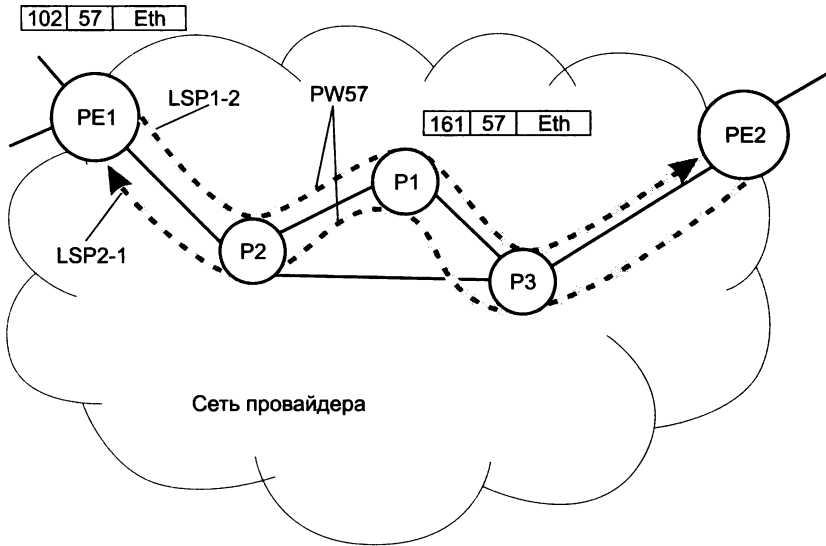 102 57 Eth
LSP1-2
PW57
161 57 Eth
PE1
PE2
P1
LSP2-1
P2
P3
Сеть провайдера